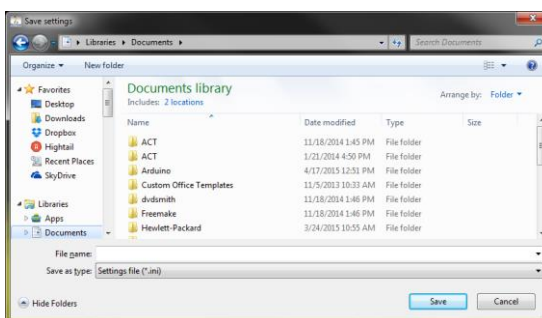 Save settings
Libraries Documents Search Documents
Organize New folder
Favorites
Desktop
Downloads
Dropbox
Hightail
Recent Places
SkyDrive
Libraries
Apps
Documents
Documents library
Includes: 2 locations
Arrange by: Folder
Name Date modified Type Size
ACT 11/18/2014 1:45 PM File folder
ACT 1/21/2014 4:50 PM File folder
Arduino 4/17/2015 12:51 PM File folder
Custom Office Templates 11/5/2013 10:33 AM File folder
dvdsmith 11/18/2014 1:46 PM File folder
Freemake 11/18/2014 1:46 PM File folder
Hewlett-Packard 3/24/2015 10:55 AM File folder
File name:
Save as type: Settings file (*.ini)
Hide Folders Save Cancel